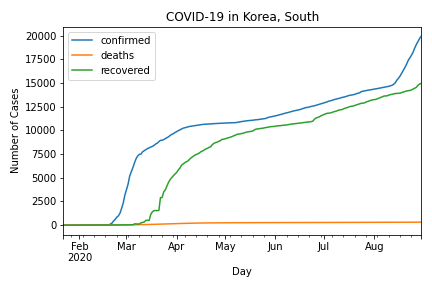 COVID-19 in Korea, South
confirmed
deaths
recovered
Number of Cases
20000
17500
15000
12500
10000
7500
5000
2500
0
Feb Mar Apr May Jun Jul Aug
2020
Day